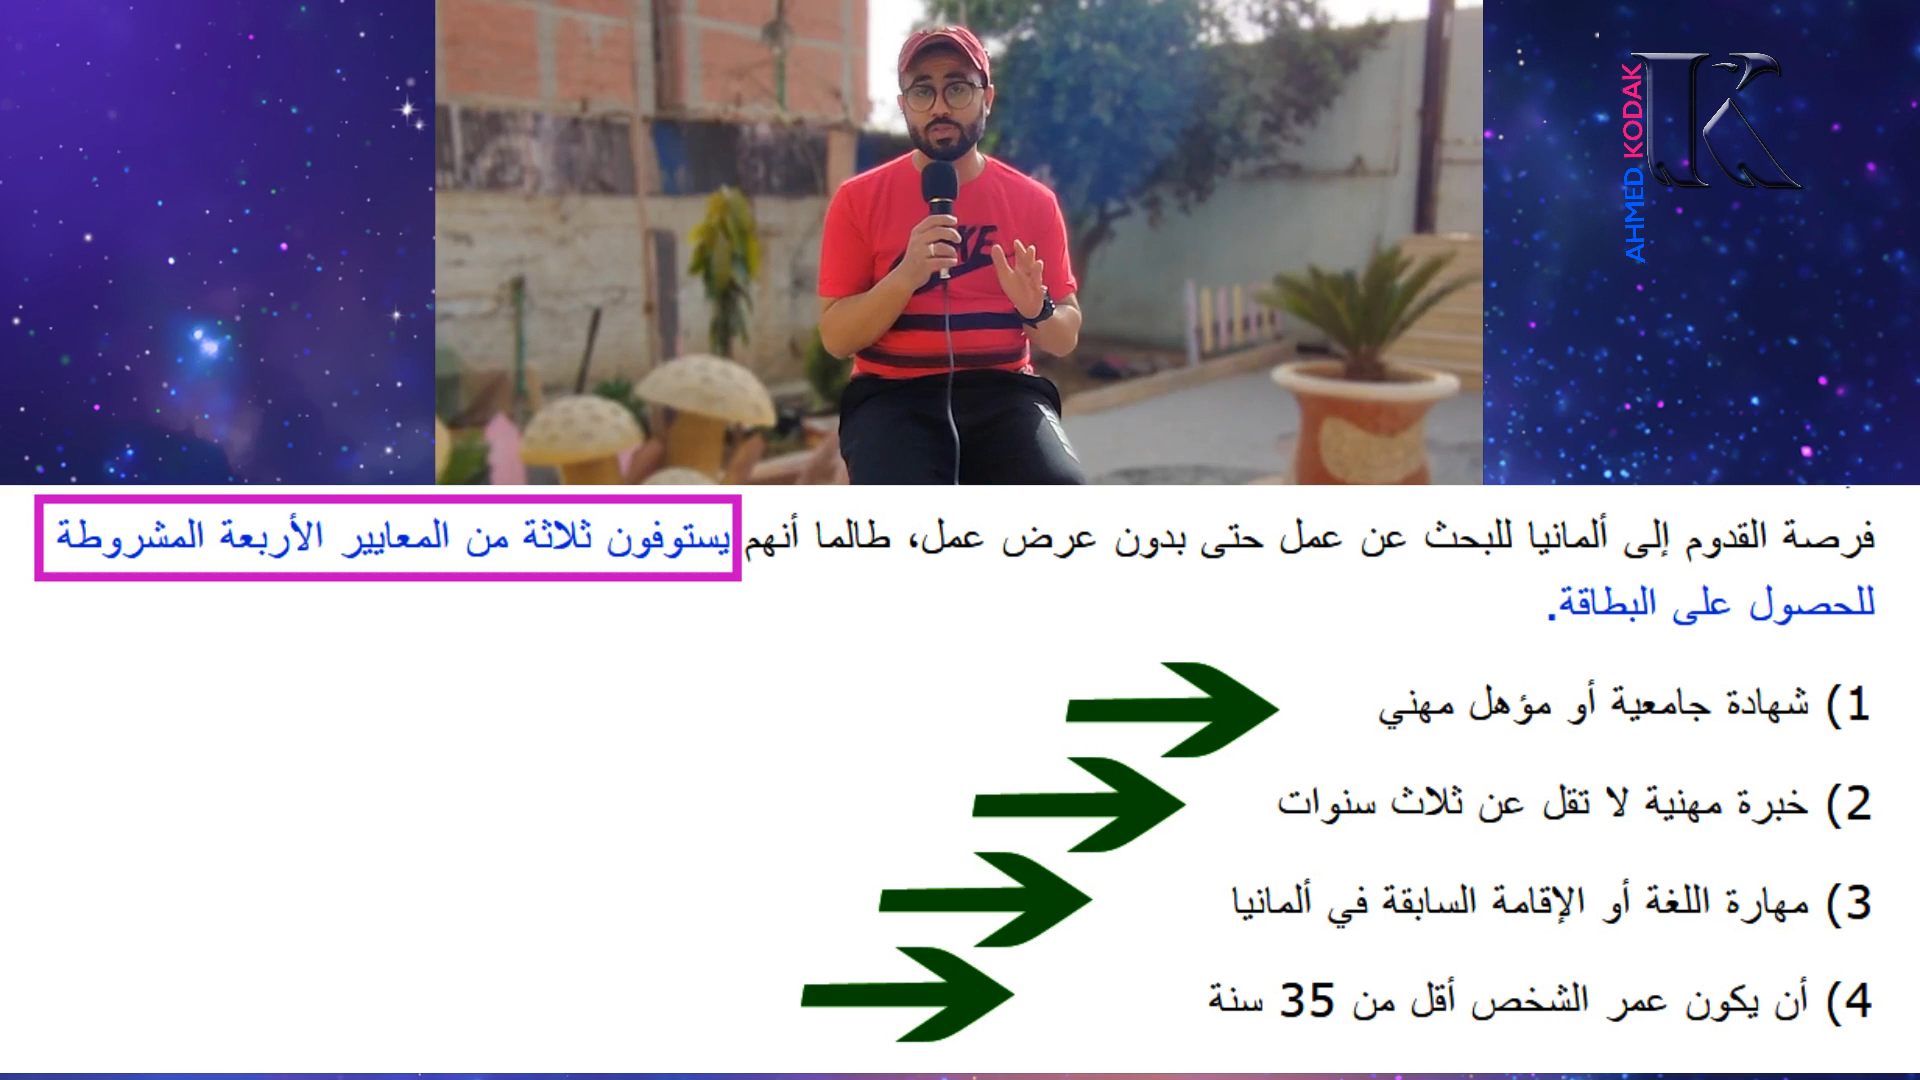 AHMED KODAK
K
KE
فرصة القدوم إلى ألمانيا للبحث عن عمل حتى بدون عرض عمل، طالما أنهم يستوفون ثلاثة من المعايير الأربعة المشروطة
للحصول على البطاقة.
1) شهادة جامعية أو مؤهل مهني
2) خبرة مهنية لا تقل عن ثلاث سنوات
3) مهارة اللغة أو الإقامة السابقة في ألمانيا
4) أن يكون عمر الشخص أقل من 35 سنة